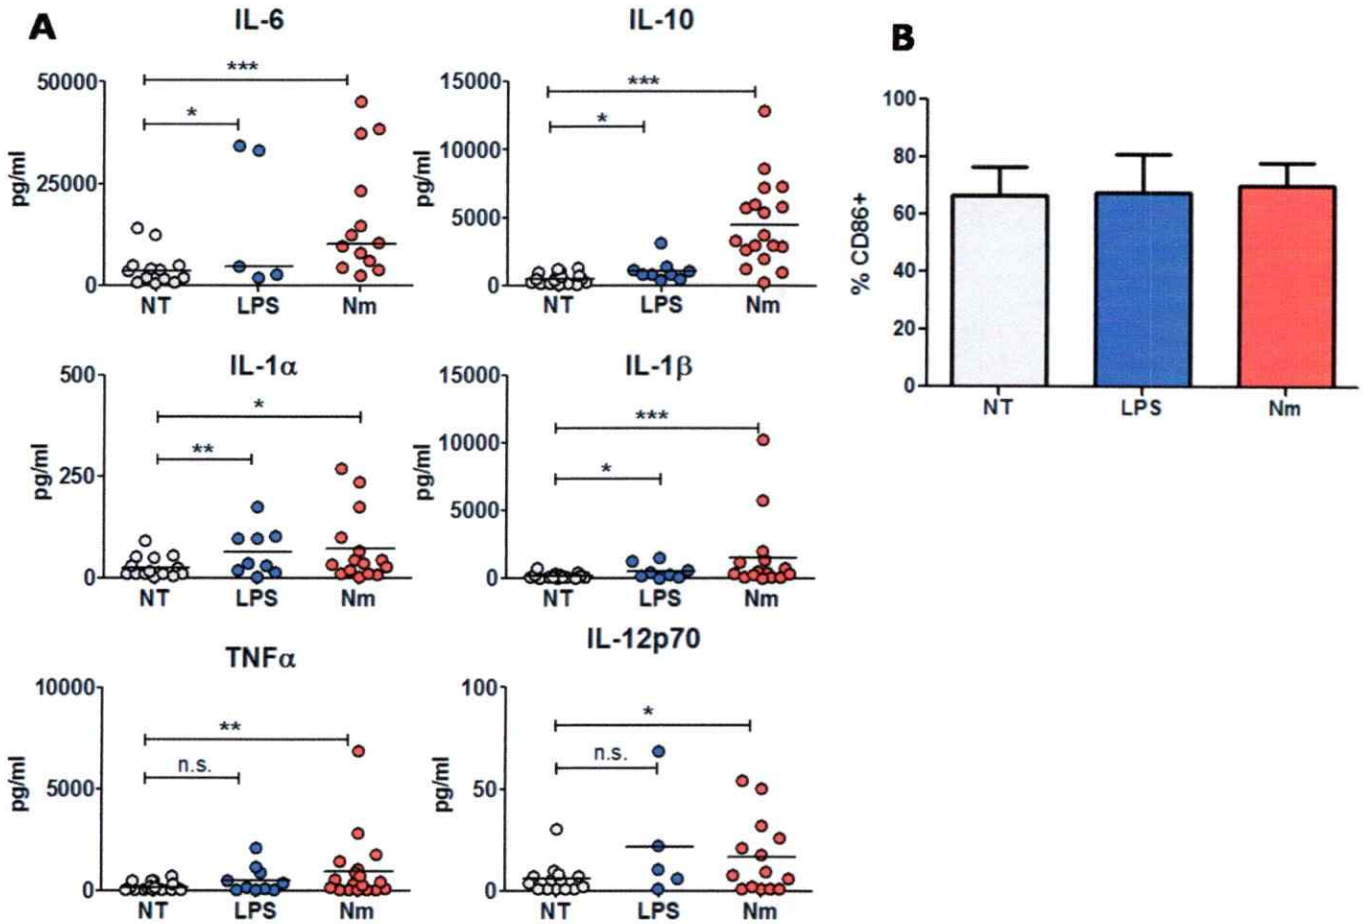 A
IL-6
pg/ml
50000
25000
0
***
*
NT LPS Nm
IL-10
pg/ml
15000
10000
5000
0
***
*
NT LPS Nm
IL-1α
pg/ml
500
250
0
*
**
NT LPS Nm
IL-1β
pg/ml
15000
10000
5000
0
***
*
NT LPS Nm
TNFα
pg/ml
10000
5000
0
**
n.s.
NT LPS Nm
IL-12p70
pg/ml
100
50
0
*
n.s.
NT LPS Nm
B
% CD86+
100
80
60
40
20
0
NT LPS Nm